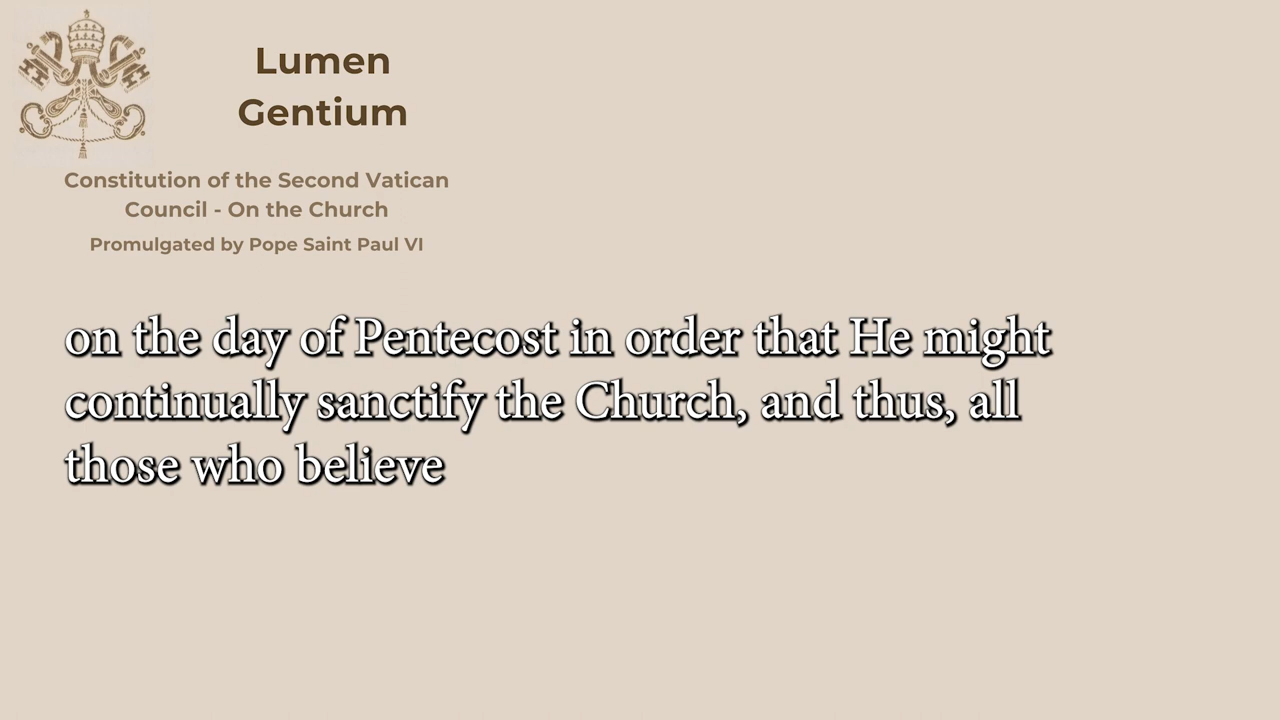 Lumen
Gentium
Constitution of the Second Vatican
Council - On the Church
Promulgated by Pope Saint Paul VI
on the day of Pentecost in order that He might
continually sanctify the Church, and thus, all
those who believe